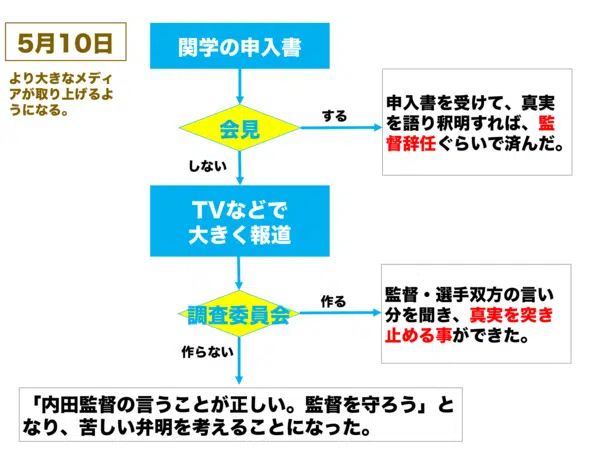 5月10日
より大きなメディ
アが取り上げるよ
うになる。
関学の申入書
会見
する
申入書を受けて、真実
を語り釈明すれば、監
督辞任ぐらいで済んだ。
しない
TVなどで
大きく報道
調査委員会
作る
監督・選手双方の言い
分を聞き、真実を突き
止める事ができた。
作らない
「内田監督の言うことが正しい。監督を守ろう」と
なり、苦しい弁明を考えることになった。